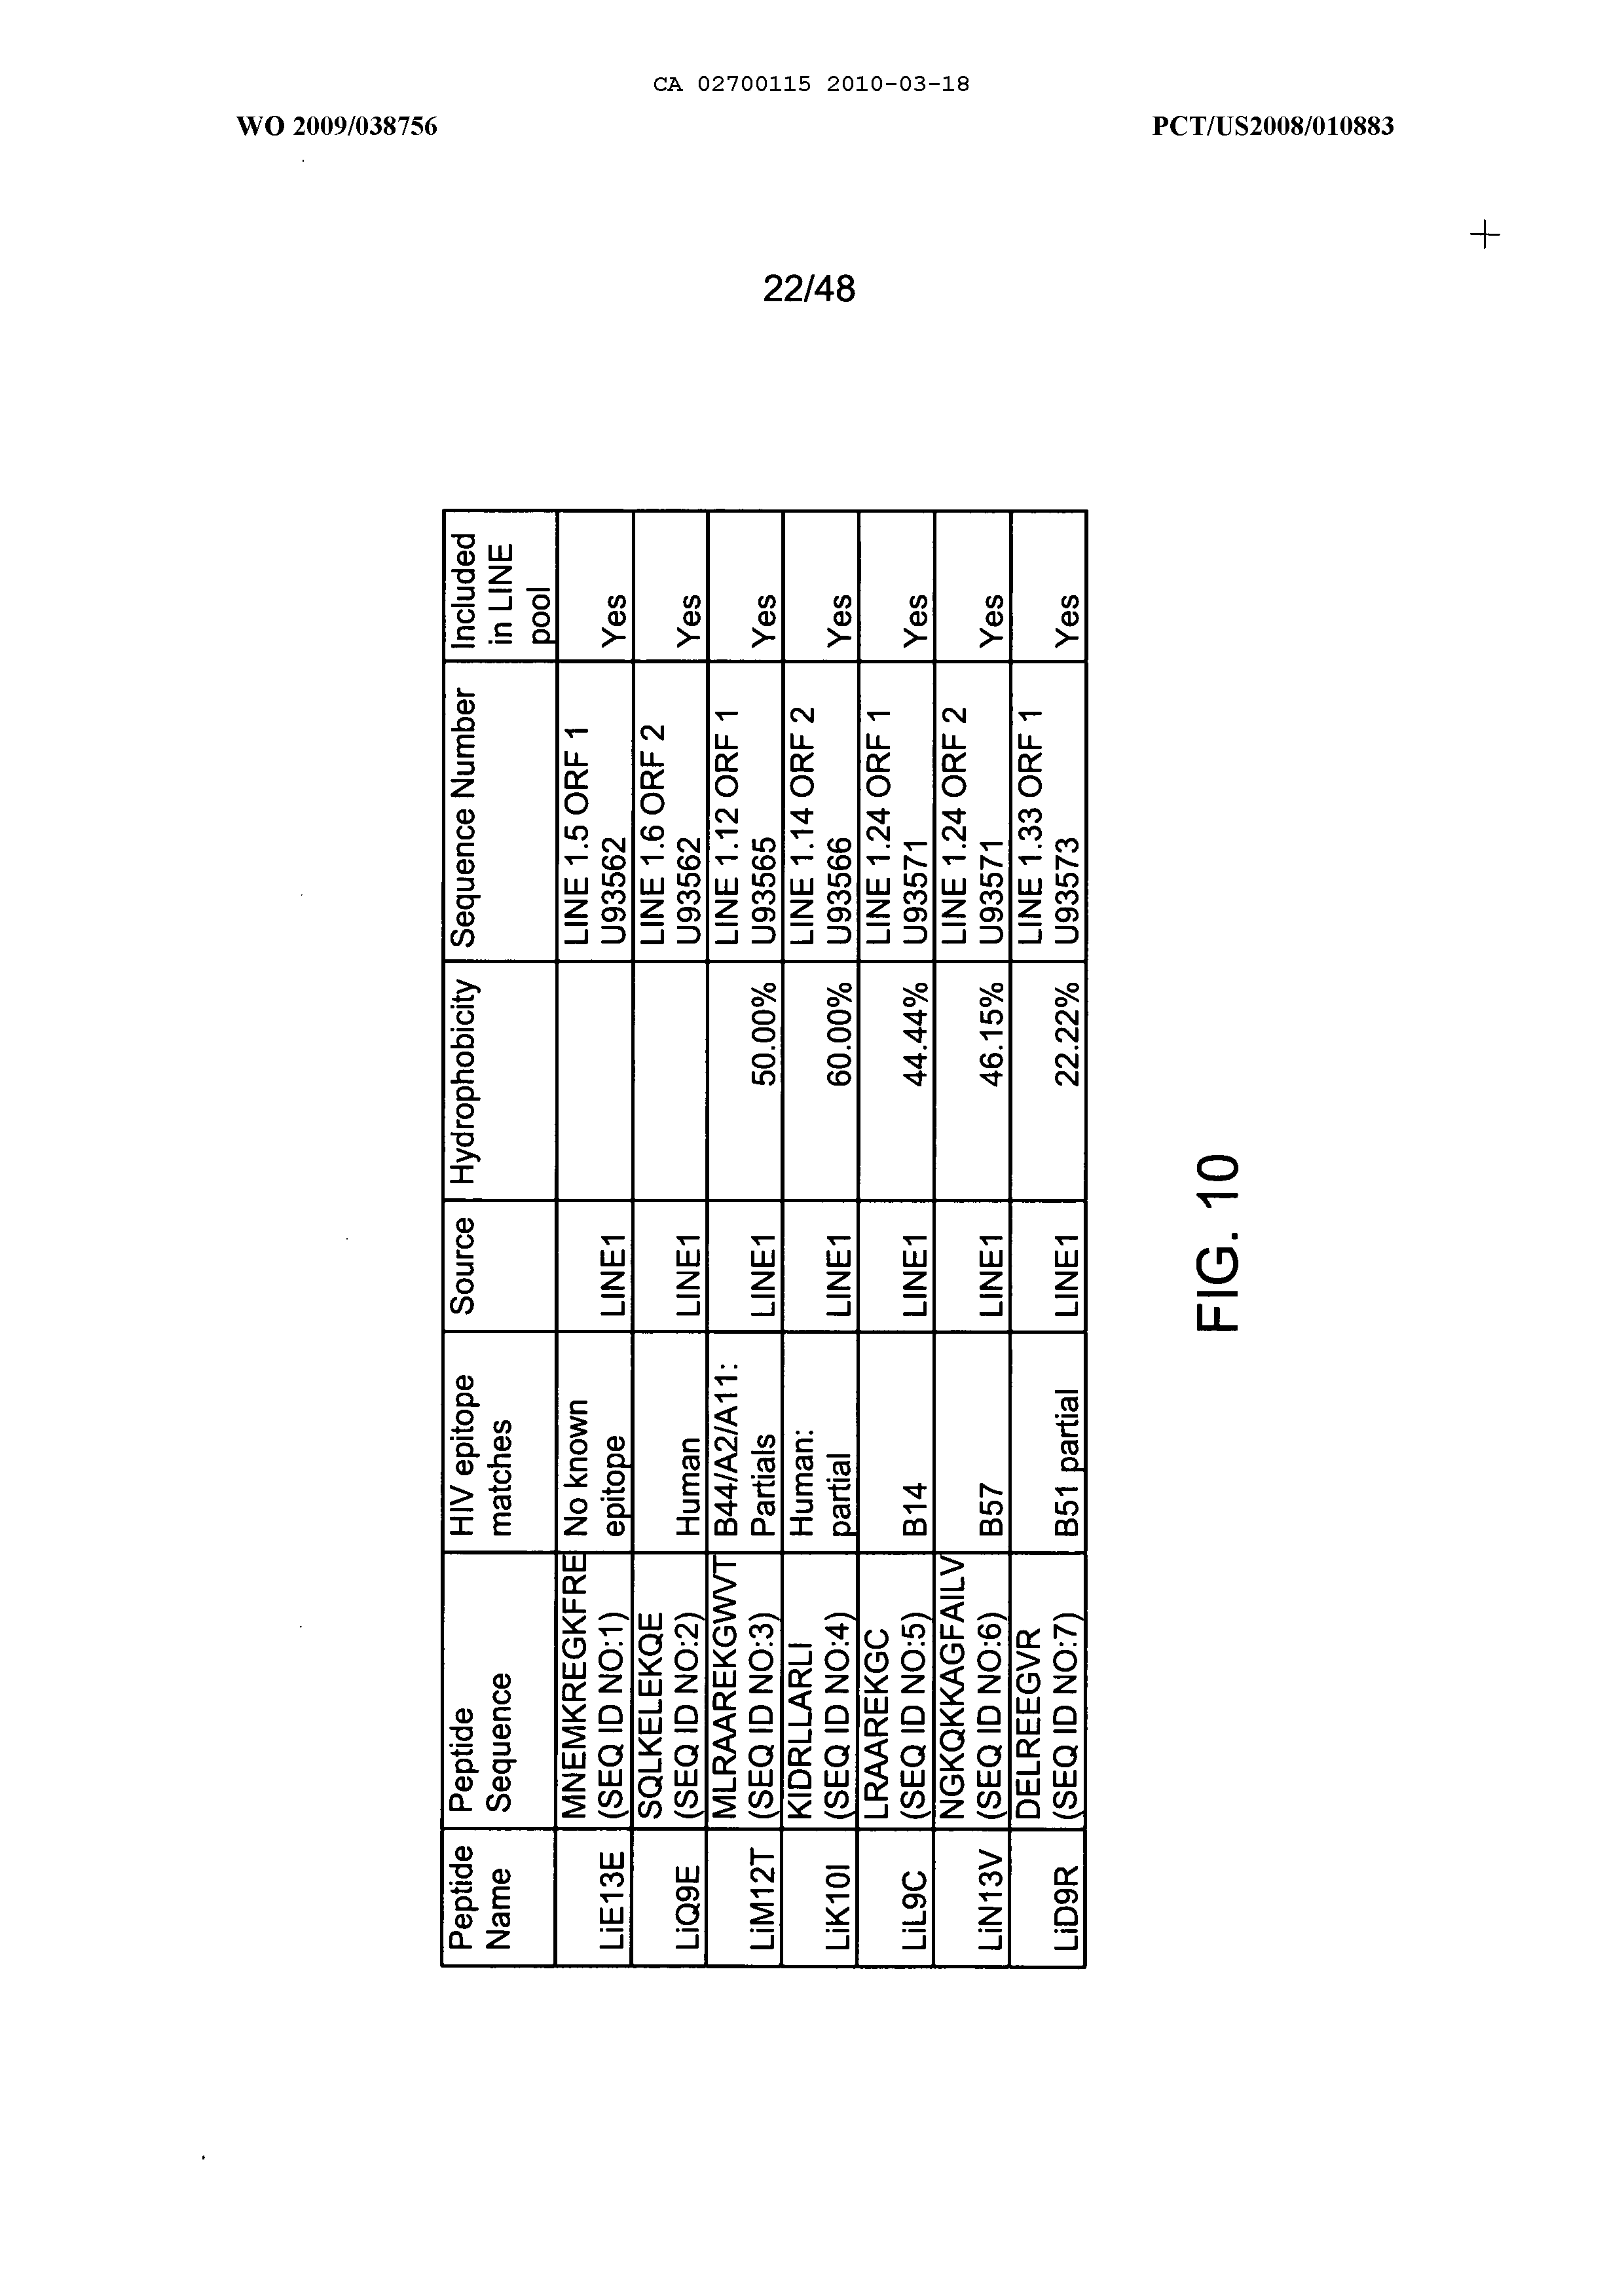 CA 02700115 2010-03-18
WO 2009/038756
PCT/US2008/010883
22/48
Peptide Name | Peptide Sequence | HIV epitope matches | Source | Hydrophobicity | Sequence Number | Included in LINE pool
LiE13E | MNEMKREGKFRE (SEQ ID NO:1) | No known epitope | LINE1 | | LINE 1.5 ORF 1 U93562 | Yes
LiQ9E | SQLKELEKQE (SEQ ID NO:2) | Human | LINE1 | | LINE 1.6 ORF 2 U93562 | Yes
LiM12T | MLRAAREKGWVT (SEQ ID NO:3) | B44/A2/A11: Partials | LINE1 | 50.00% | LINE 1.12 ORF 1 U93565 | Yes
LiK10I | KIDRLLARLI (SEQ ID NO:4) | Human: partial | LINE1 | 60.00% | LINE 1.14 ORF 2 U93566 | Yes
LiL9C | LRAAREKGC (SEQ ID NO:5) | B14 | LINE1 | 44.44% | LINE 1.24 ORF 1 U93571 | Yes
LiN13V | NGKQKKAGFAILV (SEQ ID NO:6) | B57 | LINE1 | 46.15% | LINE 1.24 ORF 2 U93571 | Yes
LiD9R | DELREEGVR (SEQ ID NO:7) | B51 partial | LINE1 | 22.22% | LINE 1.33 ORF 1 U93573 | Yes
FIG. 10